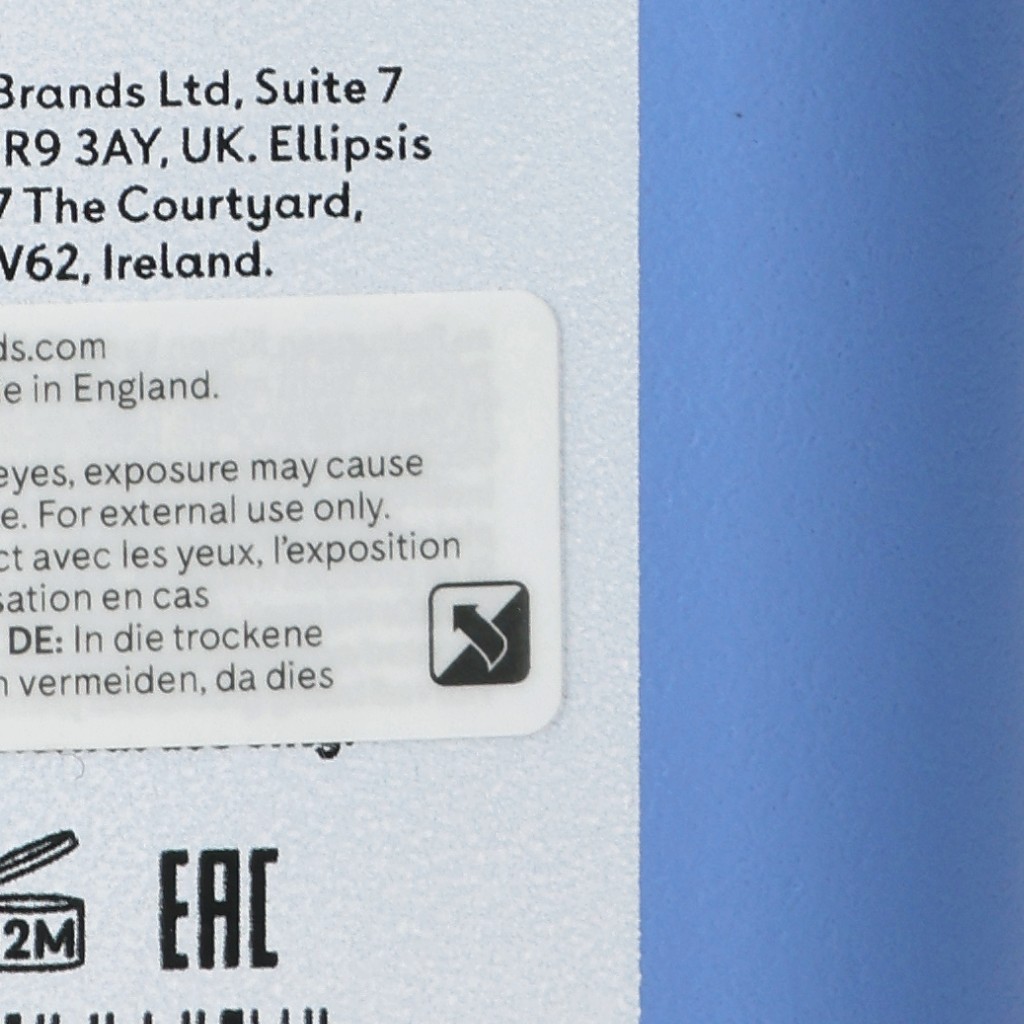 Brands Ltd, Suite 7
R9 3AY, UK. Ellipsis
7 The Courtyard,
V62, Ireland.
ds.com
e in England.
eyes, exposure may cause
e. For external use only.
ct avec les yeux, l'exposition
sation en cas
DE: In die trockene
n vermeiden, da dies
2M
EAC